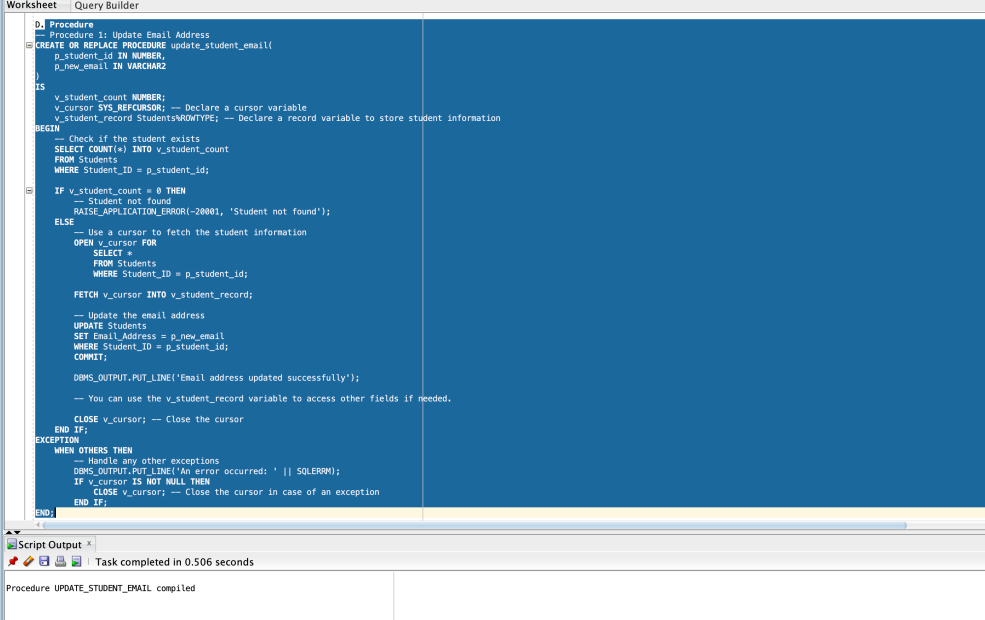 Worksheet Query Builder
D. Procedure
-- Procedure 1: Update Email Address
CREATE OR REPLACE PROCEDURE update_student_email(
    p_student_id IN NUMBER,
    p_new_email IN VARCHAR2
)
IS
    v_student_count NUMBER;
    v_cursor SYS_REFCURSOR; -- Declare a cursor variable
    v_student_record Students%ROWTYPE; -- Declare a record variable to store student information
BEGIN
    -- Check if the student exists
    SELECT COUNT(*) INTO v_student_count
    FROM Students
    WHERE Student_ID = p_student_id;
    IF v_student_count = 0 THEN
        -- Student not found
        RAISE_APPLICATION_ERROR(-20001, 'Student not found');
    ELSE
        -- Use a cursor to fetch the student information
        OPEN v_cursor FOR
            SELECT *
            FROM Students
            WHERE Student_ID = p_student_id;
        FETCH v_cursor INTO v_student_record;
        -- Update the email address
        UPDATE Students
        SET Email_Address = p_new_email
        WHERE Student_ID = p_student_id;
        COMMIT;
        DBMS_OUTPUT.PUT_LINE('Email address updated successfully');
        -- You can use the v_student_record variable to access other fields if needed.
        CLOSE v_cursor; -- Close the cursor
    END IF;
EXCEPTION
    WHEN OTHERS THEN
        -- Handle any other exceptions
        DBMS_OUTPUT.PUT_LINE('An error occurred: ' || SQLERRM);
        IF v_cursor IS NOT NULL THEN
            CLOSE v_cursor; -- Close the cursor in case of an exception
        END IF;
END;
Script Output x
Task completed in 0.506 seconds
Procedure UPDATE_STUDENT_EMAIL compiled